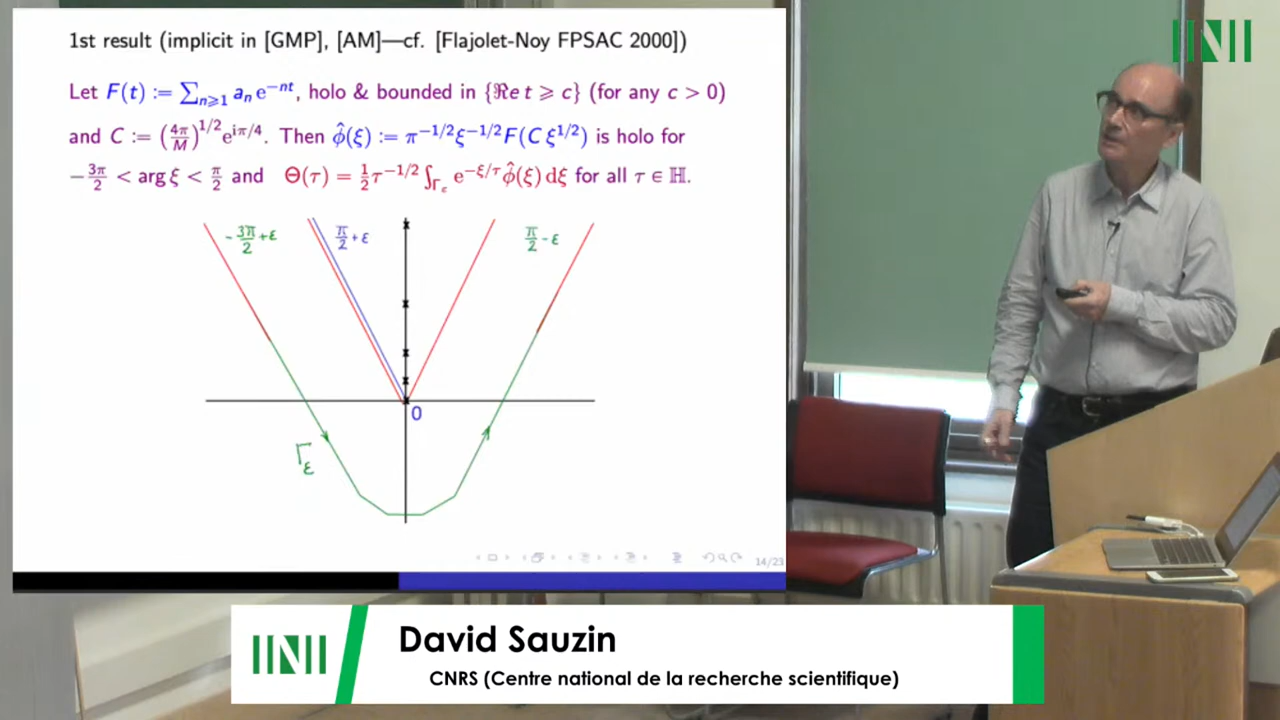 1st result (implicit in [GMP], [AM]—cf. [Flajolet-Noy FPSAC 2000])
Let F(t) := ∑_{n⩾1} a_n e^{−nt}, holo & bounded in {ℜe t ⩾ c} (for any c > 0)
and C := (4π/M)^{1/2} e^{iπ/4}. Then φ̂(ξ) := π^{−1/2}ξ^{−1/2}F(C ξ^{1/2}) is holo for
−3π/2 < arg ξ < π/2 and Θ(τ) = ½τ^{−1/2} ∫_{Γ_ε} e^{−ξ/τ} φ̂(ξ) dξ for all τ ∈ ℍ.
−3π/2+ε π/2+ε π/2−ε
0
Γ_ε
14/23
David Sauzin
CNRS (Centre national de la recherche scientifique)